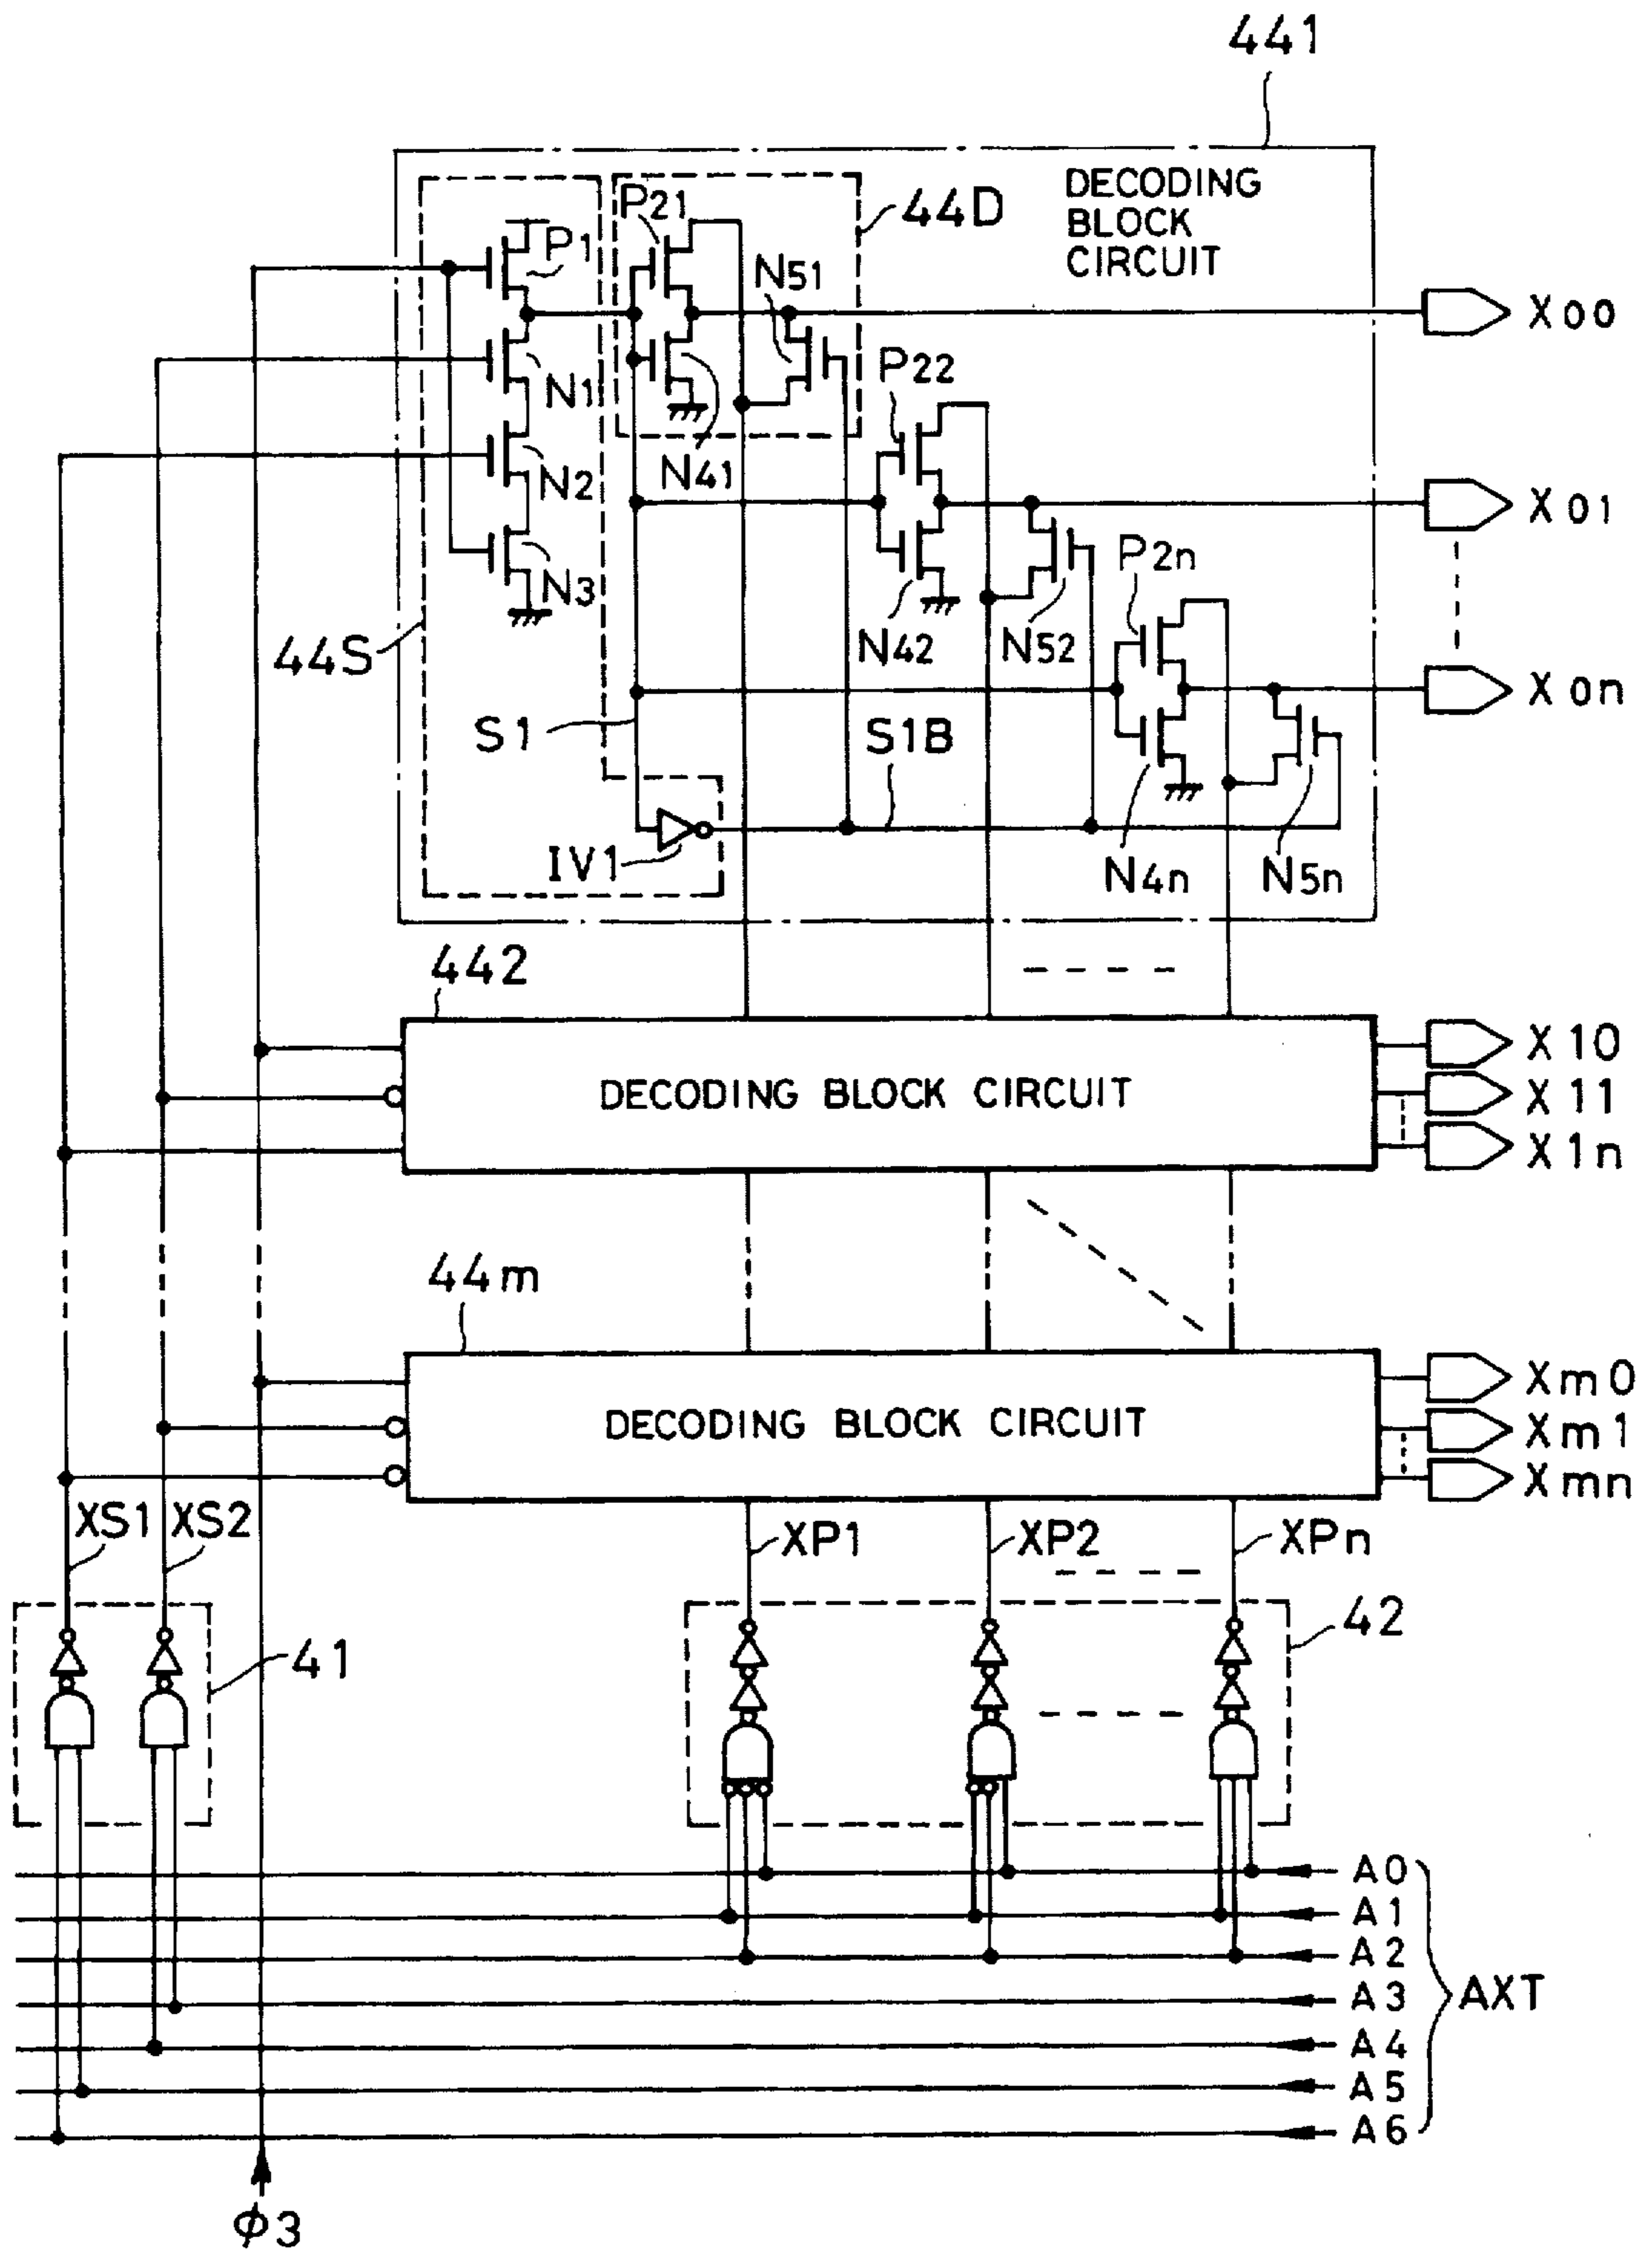 441
DECODING
BLOCK
CIRCUIT
44D
P21
P1
N51
X00
P22
N1
N41
N2
X01
P2n
N3
44S
N42
N52
X0n
S1
S1B
IV1
N4n
N5n
442
X10
DECODING BLOCK CIRCUIT
X11
X1n
44m
Xm0
DECODING BLOCK CIRCUIT
Xm1
Xmn
XS1
XS2
XP1
XP2
XPn
42
41
A0
A1
A2
A3
AXT
A4
A5
A6
φ3